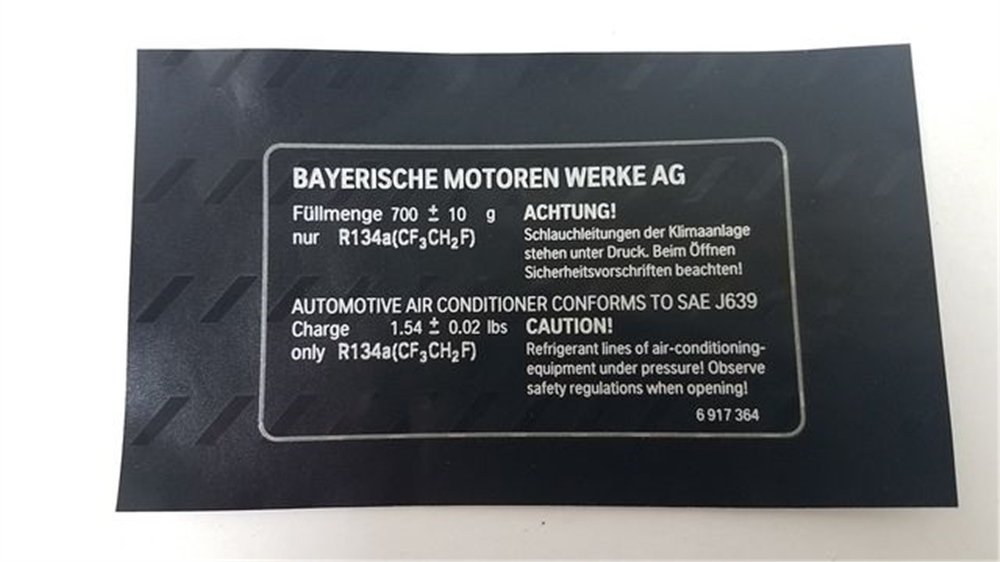 BAYERISCHE MOTOREN WERKE AG
Füllmenge 700 ± 10 g
nur R134a(CF₃CH₂F)
ACHTUNG!
Schlauchleitungen der Klimaanlage
stehen unter Druck. Beim Öffnen
Sicherheitsvorschriften beachten!
AUTOMOTIVE AIR CONDITIONER CONFORMS TO SAE J639
Charge 1.54 ± 0.02 lbs
only R134a(CF₃CH₂F)
CAUTION!
Refrigerant lines of air-conditioning-
equipment under pressure! Observe
safety regulations when opening!
6 917 364